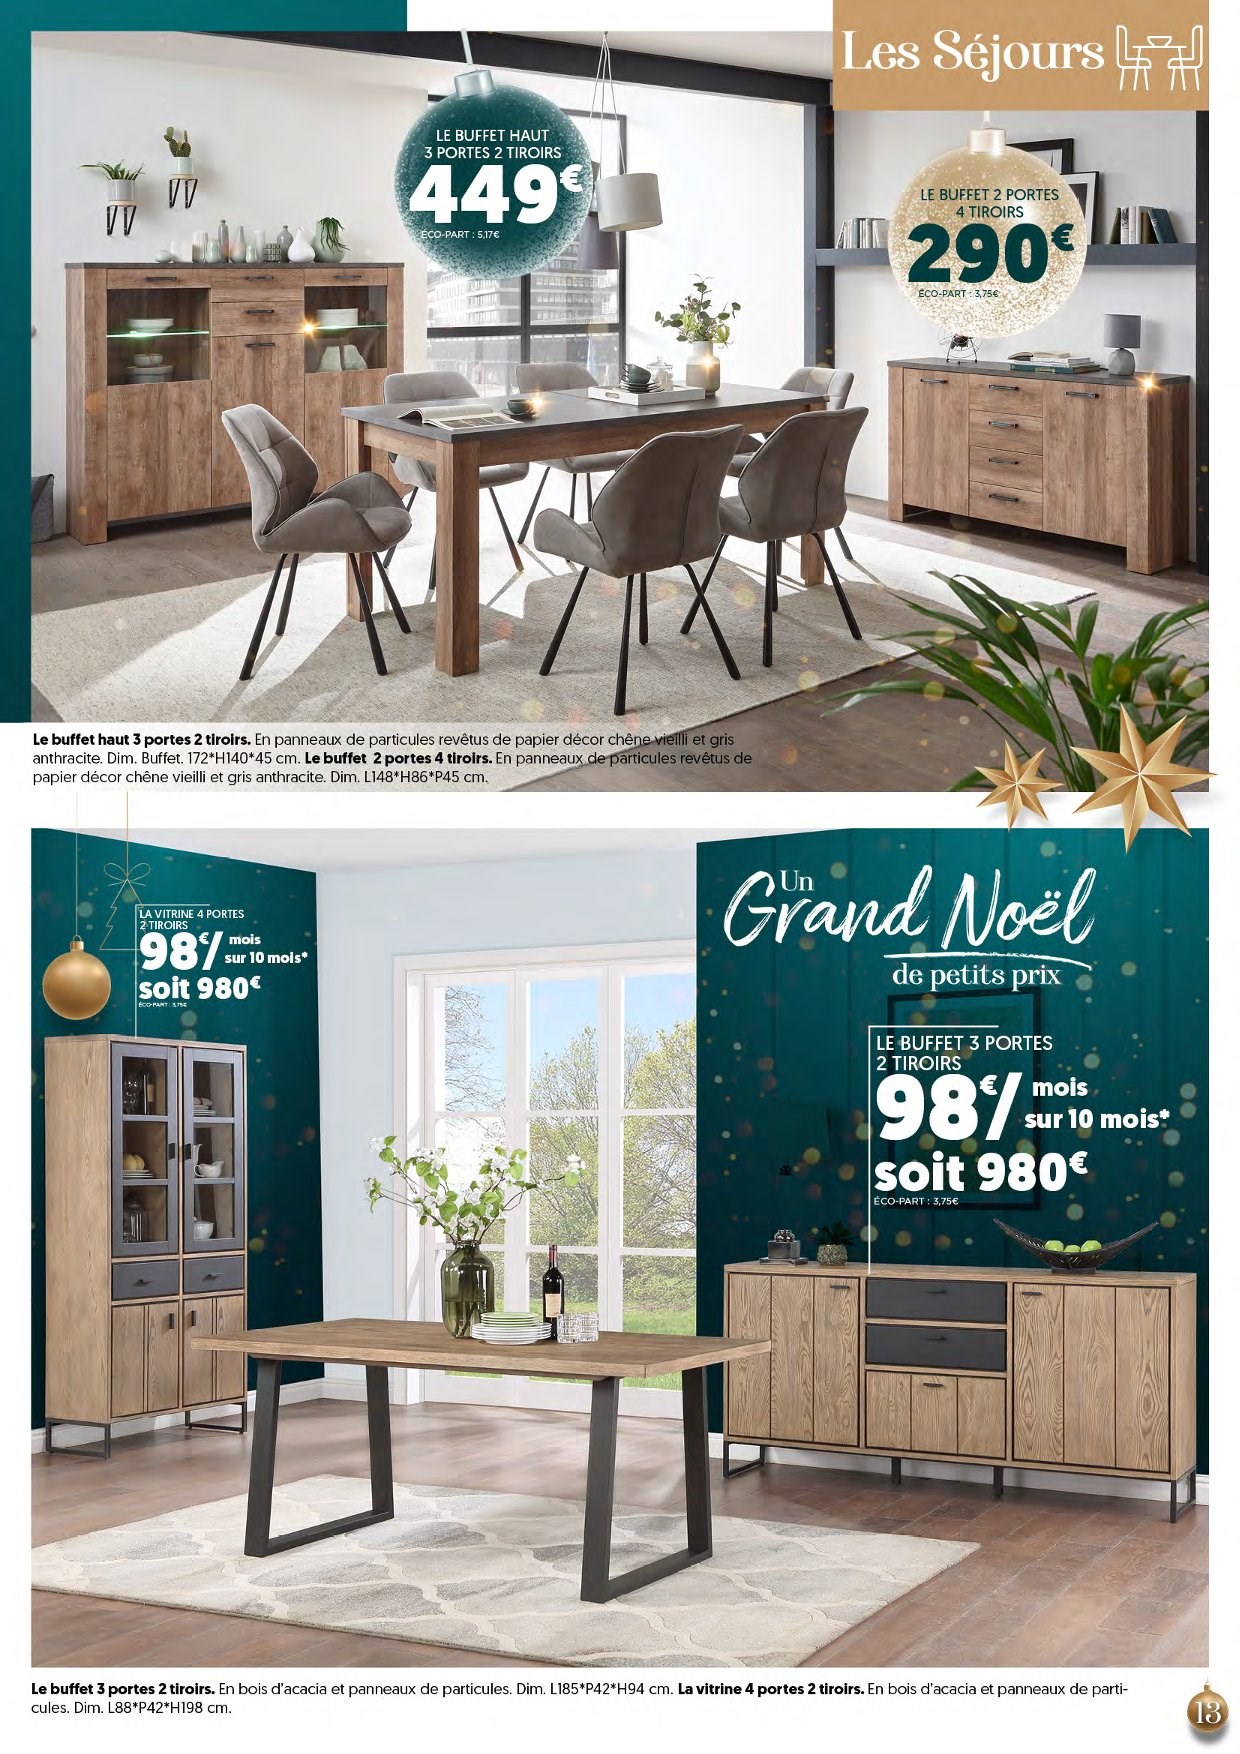 Les Séjours
LE BUFFET HAUT
3 PORTES 2 TIROIRS
449€
ÉCO-PART : 5,17€
LE BUFFET 2 PORTES
4 TIROIRS
290€
ÉCO-PART : 3,75€
Le buffet haut 3 portes 2 tiroirs. En panneaux de particules revêtus de papier décor chêne vieilli et gris
anthracite. Dim. Buffet. 172*H140*45 cm. Le buffet 2 portes 4 tiroirs. En panneaux de particules revêtus de
papier décor chêne vieilli et gris anthracite. Dim. L148*H86*P45 cm.
LA VITRINE 4 PORTES
2 TIROIRS
98€/ mois
sur 10 mois*
soit 980€
ÉCO-PART : 3,75€
Un
Grand Noël
de petits prix
LE BUFFET 3 PORTES
2 TIROIRS
98€/ mois
sur 10 mois*
soit 980€
ÉCO-PART : 3,75€
Le buffet 3 portes 2 tiroirs. En bois d'acacia et panneaux de particules. Dim. L185*P42*H94 cm. La vitrine 4 portes 2 tiroirs. En bois d'acacia et panneaux de parti-
cules. Dim. L88*P42*H198 cm.
13